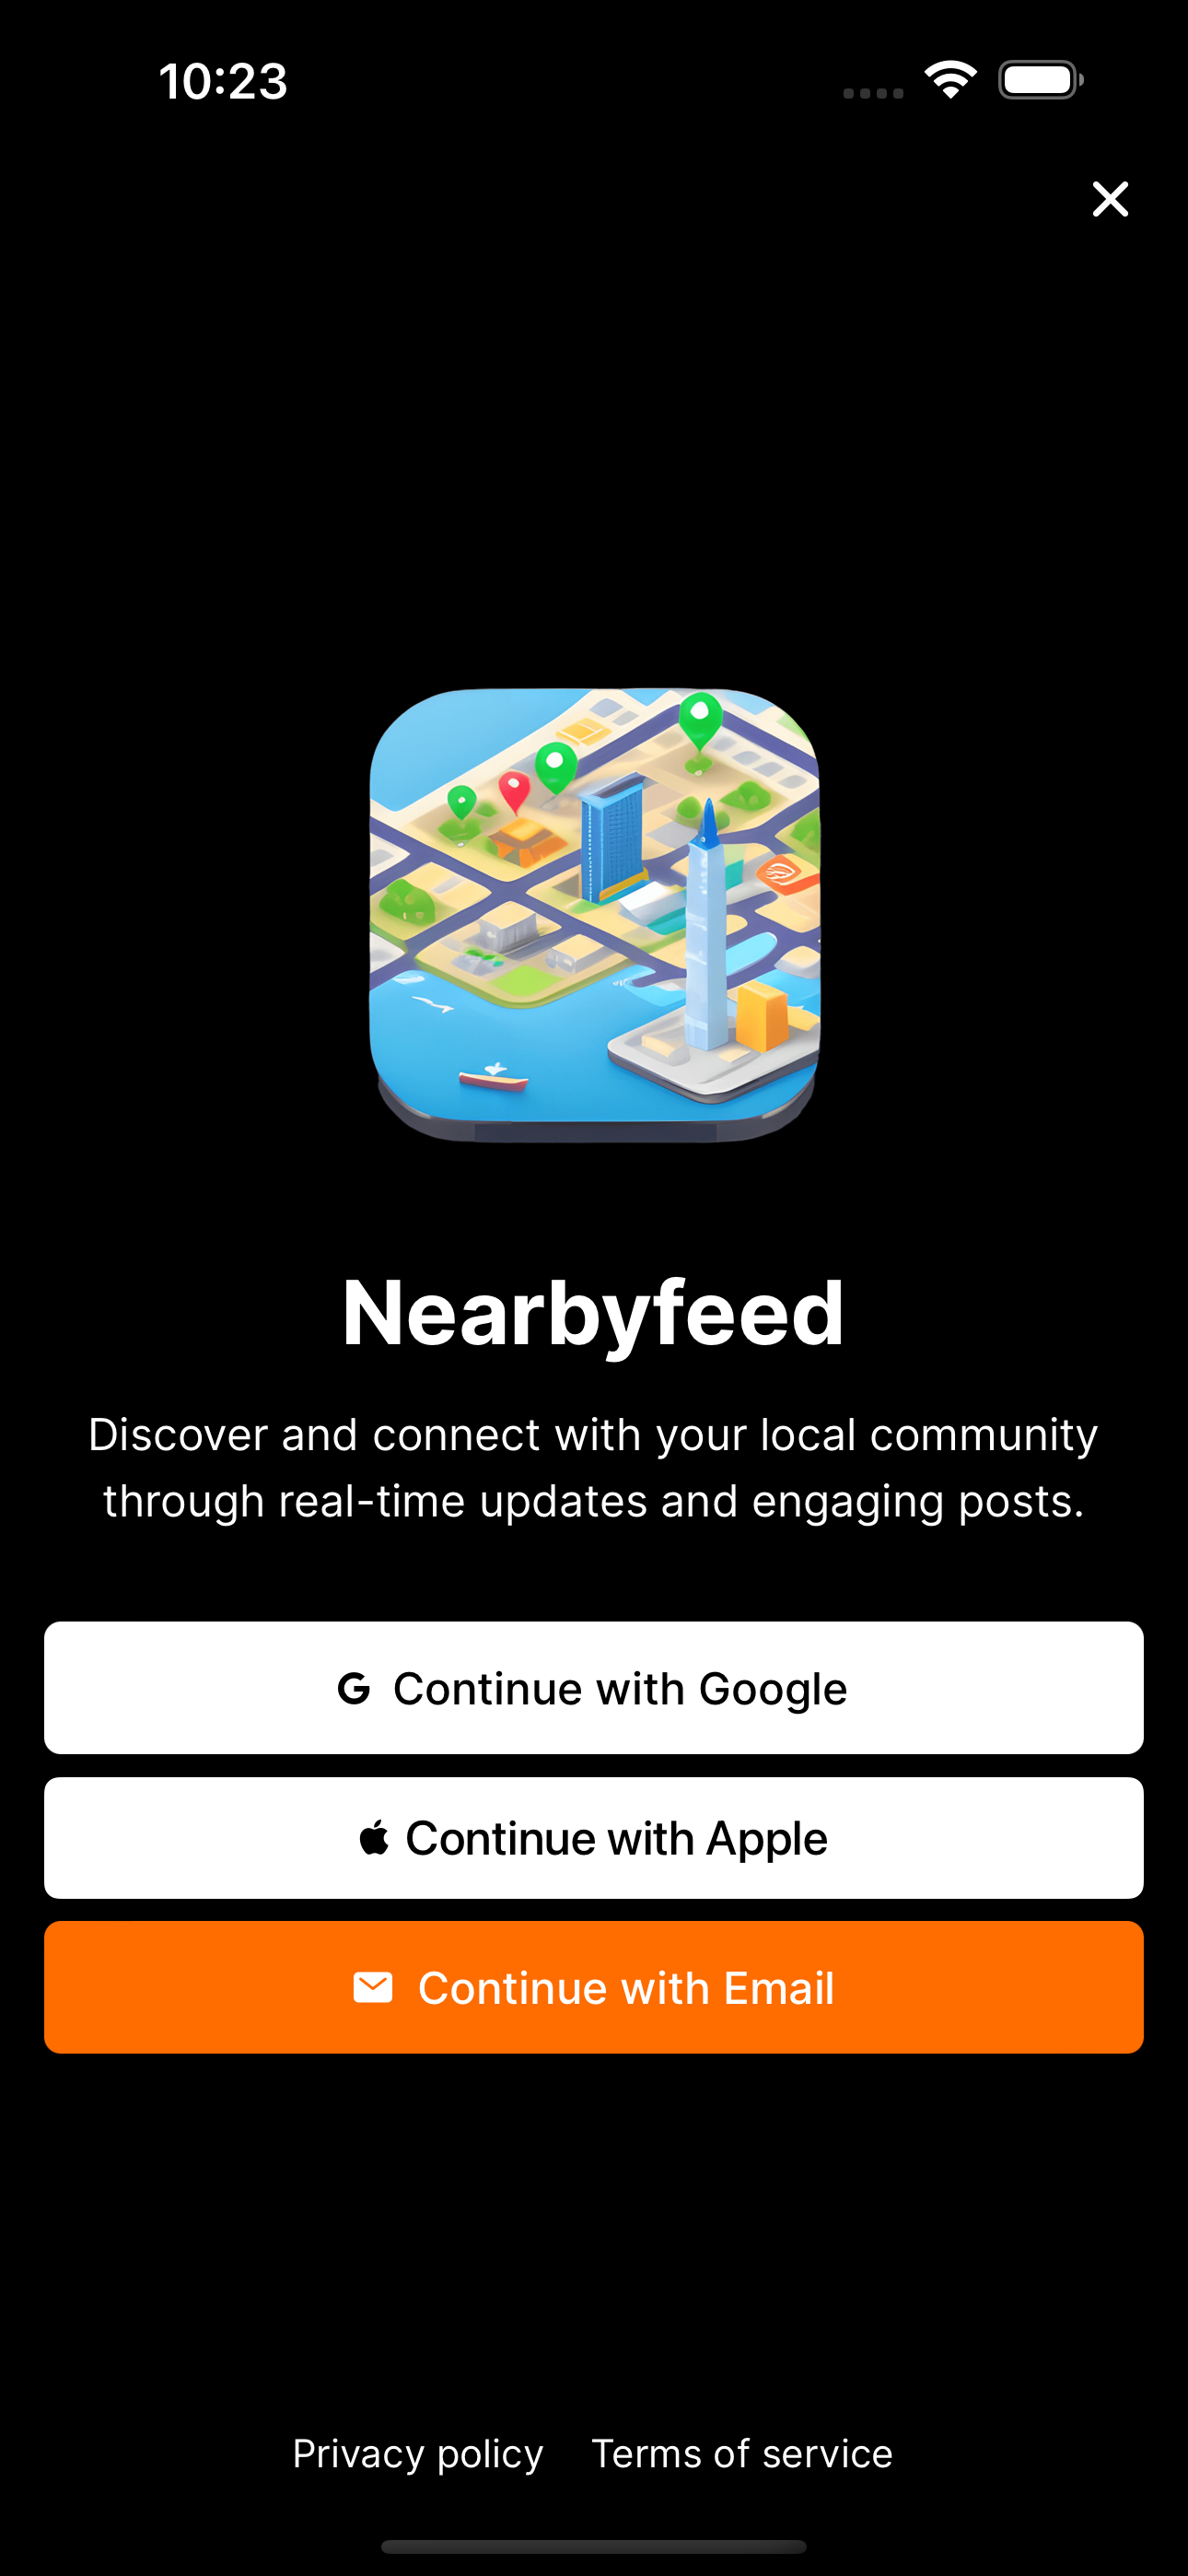 10:23
Nearbyfeed
Discover and connect with your local community
through real-time updates and engaging posts.
Continue with Google
Continue with Apple
Continue with Email
Privacy policy
Terms of service